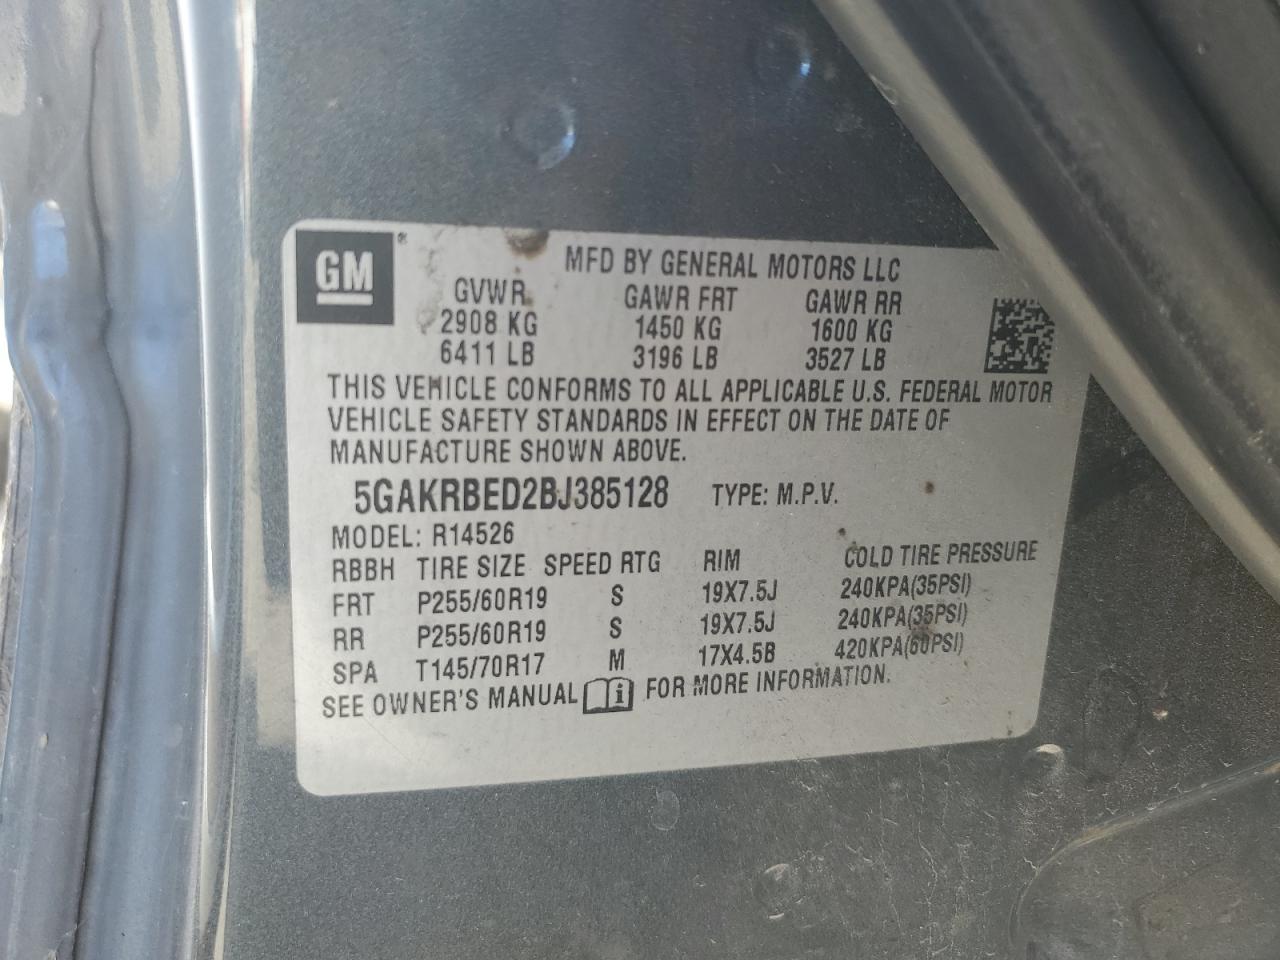 GM ®
MFD BY GENERAL MOTORS LLC
GVWR GAWR FRT GAWR RR
2908 KG 1450 KG 1600 KG
6411 LB 3196 LB 3527 LB
THIS VEHICLE CONFORMS TO ALL APPLICABLE U.S. FEDERAL MOTOR
VEHICLE SAFETY STANDARDS IN EFFECT ON THE DATE OF
MANUFACTURE SHOWN ABOVE.
5GAKRBED2BJ385128 TYPE: M.P.V.
MODEL: R14526
RBBH TIRE SIZE SPEED RTG RIM COLD TIRE PRESSURE
FRT P255/60R19 S 19X7.5J 240KPA(35PSI)
RR P255/60R19 S 19X7.5J 240KPA(35PSI)
SPA T145/70R17 M 17X4.5B 420KPA(60PSI)
SEE OWNER'S MANUAL i FOR MORE INFORMATION.